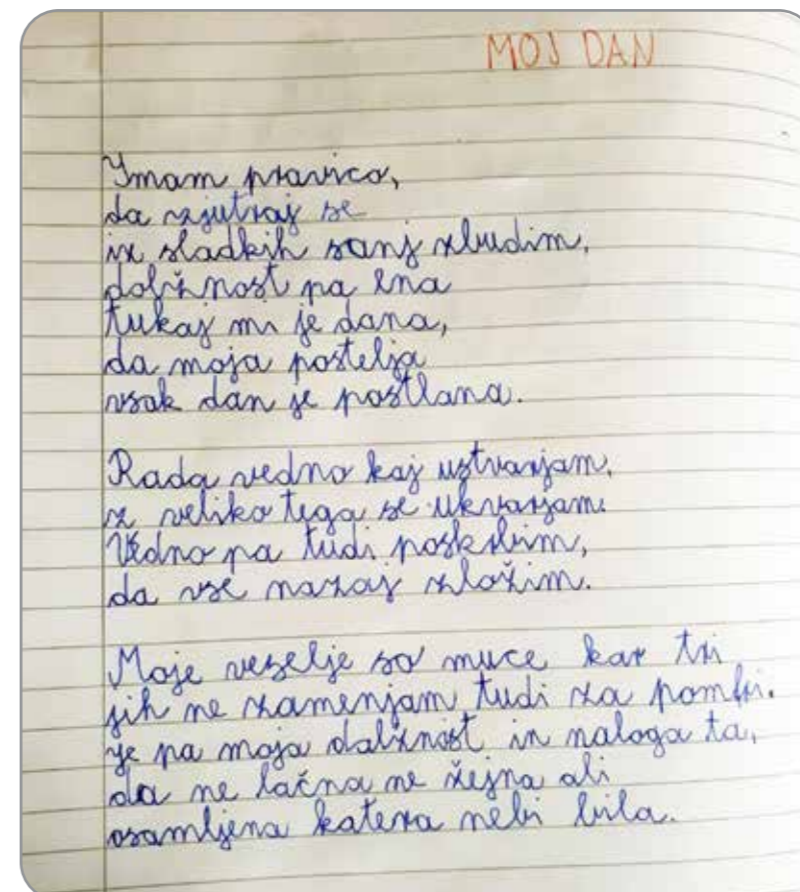 MOJ DAN
Imam pravico,
da zjutraj se
iz sladkih sanj zbudim,
dolžnost pa ena
tukaj mi je dana,
da moja postelja
vsak dan je postlana.
Rada vedno kaj ustvarjam,
z veliko tega se ukvarjam.
Vedno pa tudi poskrbim,
da vse nazaj zložim.
Moje veselje so muce kar tri
jih ne zamenjam tudi za pomfri.
Je pa moja dolžnost in naloga ta,
da ne lačna ne žejna ali
osamljena katera nebi bila.